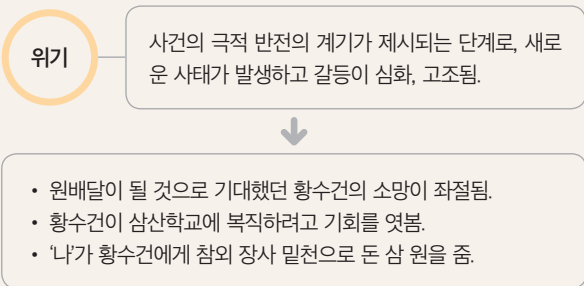 위기
사건의 극적 반전의 계기가 제시되는 단계로, 새로
운 사태가 발생하고 갈등이 심화, 고조됨.
• 원배달이 될 것으로 기대했던 황수건의 소망이 좌절됨.
• 황수건이 삼산학교에 복직하려고 기회를 엿봄.
• ‘나’가 황수건에게 참외 장사 밑천으로 돈 삼 원을 줌.